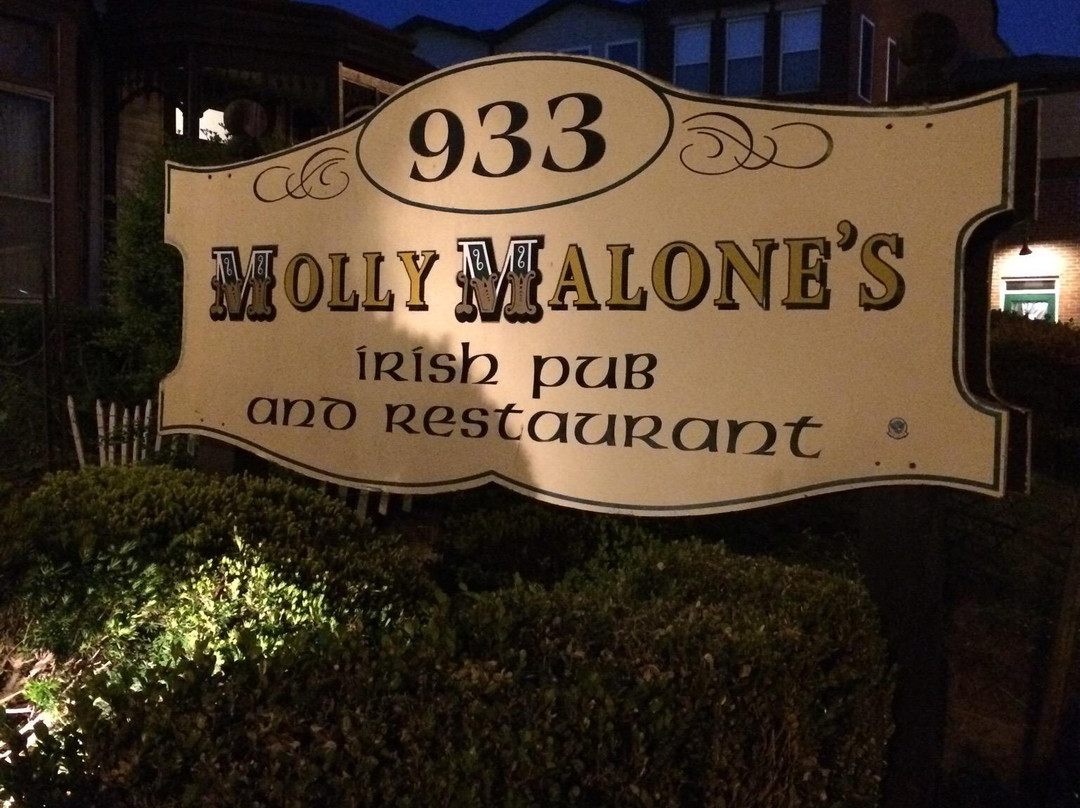 933
MOLLY MALONE'S
IRISH PUB
AND RESTAURANT